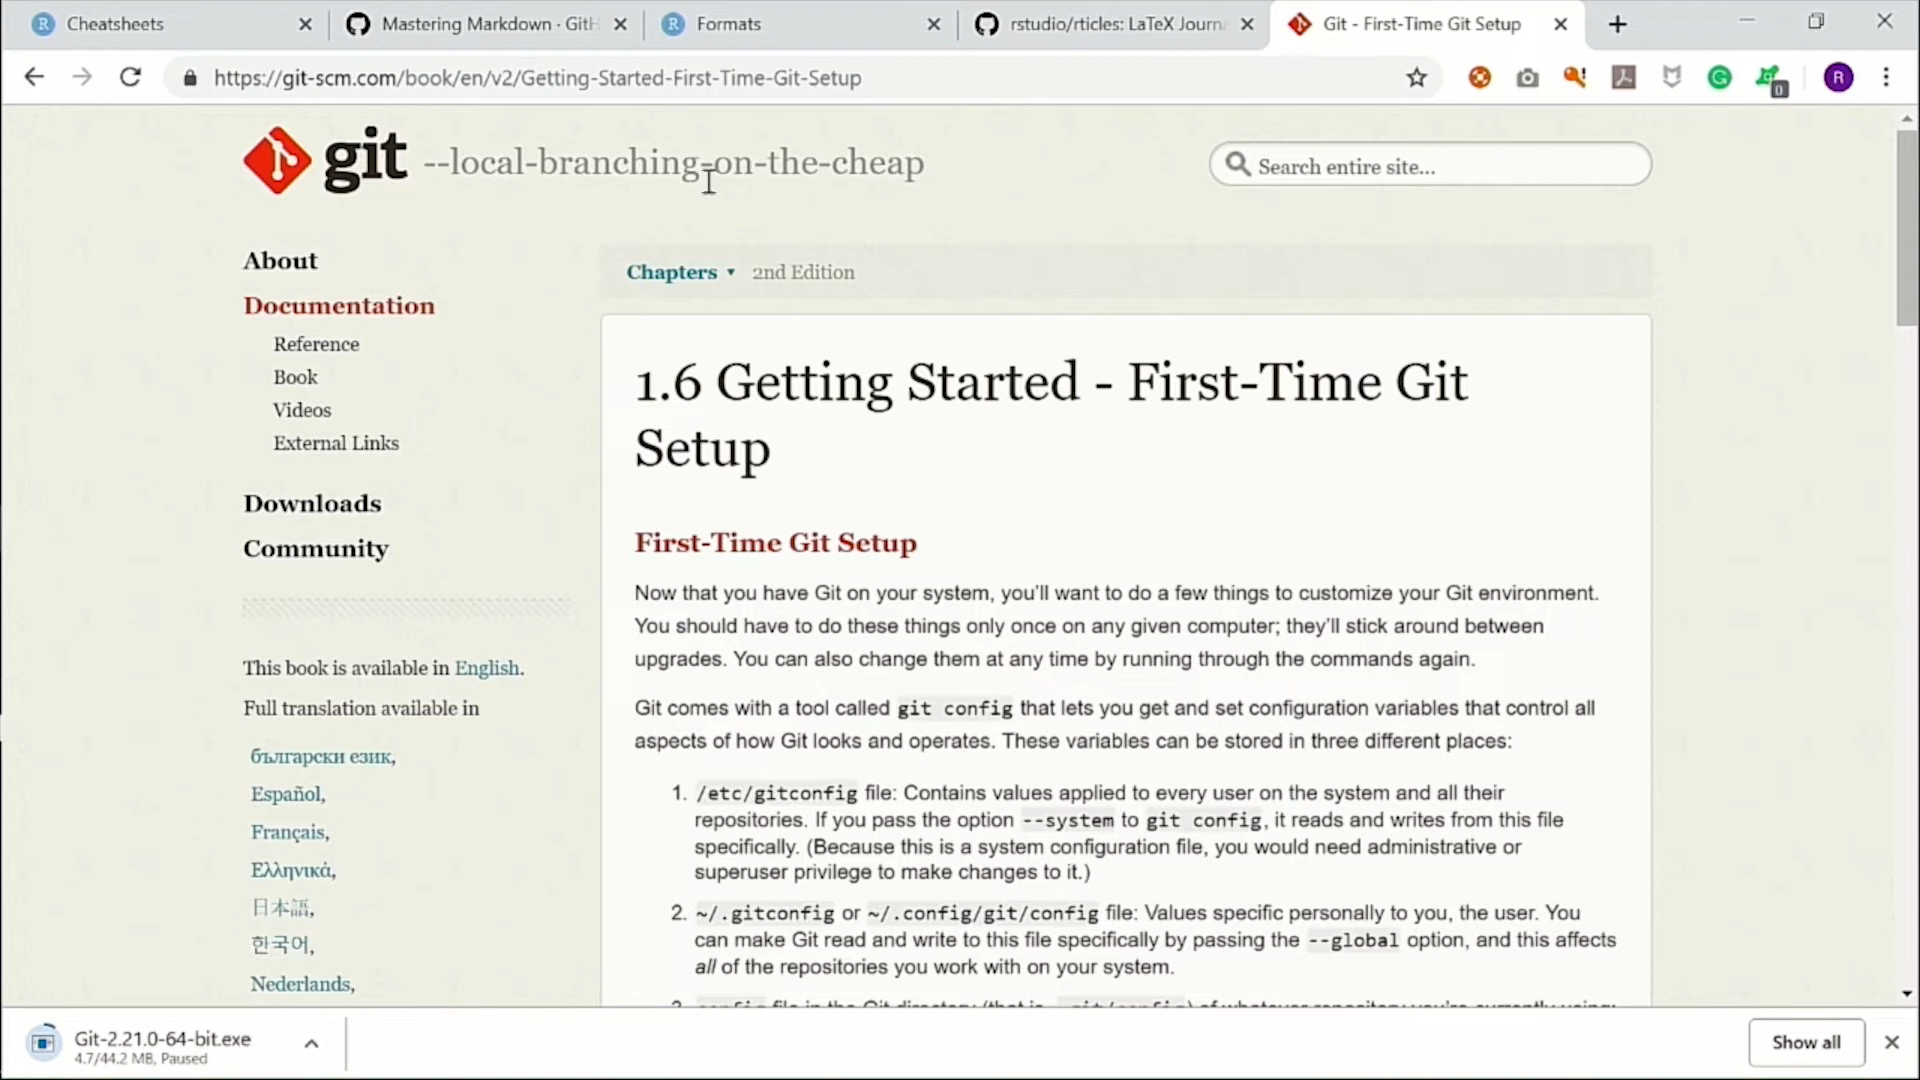 Cheatsheets
Mastering Markdown · GitH
Formats
rstudio/rticles: LaTeX Journa
Git - First-Time Git Setup
https://git-scm.com/book/en/v2/Getting-Started-First-Time-Git-Setup
0
R
git --local-branching-on-the-cheap
Search entire site...
About
Documentation
Reference
Book
Videos
External Links
Downloads
Community
This book is available in English.
Full translation available in
български език,
Español,
Français,
Ελληνικά,
日本語,
한국어,
Nederlands,
Chapters ▾ 2nd Edition
1.6 Getting Started - First-Time Git
Setup
First-Time Git Setup
Now that you have Git on your system, you'll want to do a few things to customize your Git environment.
You should have to do these things only once on any given computer; they'll stick around between
upgrades. You can also change them at any time by running through the commands again.
Git comes with a tool called git config that lets you get and set configuration variables that control all
aspects of how Git looks and operates. These variables can be stored in three different places:
1. /etc/gitconfig file: Contains values applied to every user on the system and all their
repositories. If you pass the option --system to git config, it reads and writes from this file
specifically. (Because this is a system configuration file, you would need administrative or
superuser privilege to make changes to it.)
2. ~/.gitconfig or ~/.config/git/config file: Values specific personally to you, the user. You
can make Git read and write to this file specifically by passing the --global option, and this affects
all of the repositories you work with on your system.
Git-2.21.0-64-bit.exe
4.7/44.2 MB, Paused
Show all